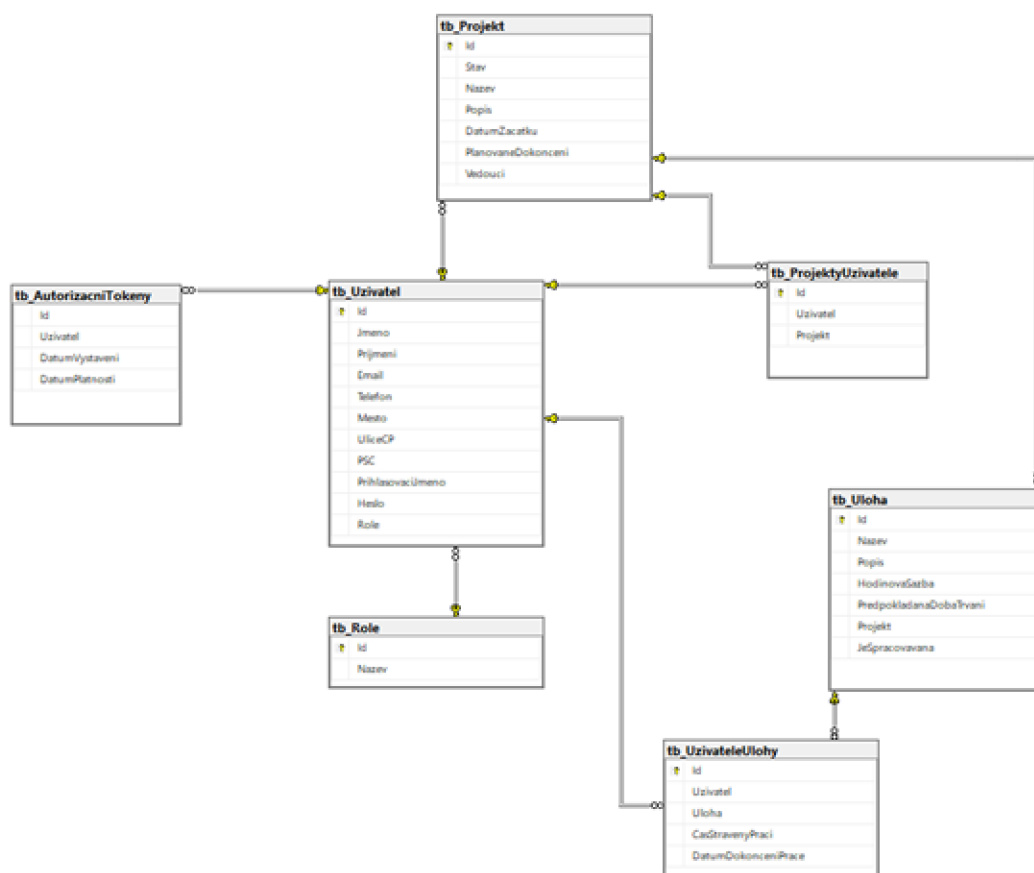 tb_Projekt
Id
Stav
Nazev
Popis
DatumZacatku
PlanovaneDokonceni
Vedouci
tb_ProjektyUzivatele
Id
Uzivatel
Projekt
tb_AutorizacniTokeny
Id
Uzivatel
DatumVystaveni
DatumPlatnosti
tb_Uzivatel
Id
Jmeno
Prijmeni
Email
Telefon
Mesto
UliceCP
PSC
PrihlasovaciJmeno
Heslo
Role
tb_Uloha
Id
Nazev
Popis
HodinovaSazba
PredpokladanaDobaTrvani
Projekt
JeSpracovavana
tb_Role
Id
Nazev
tb_UzivateleUlohy
Id
Uzivatel
Uloha
CasStravenyPraci
DatumDokonceniPrace